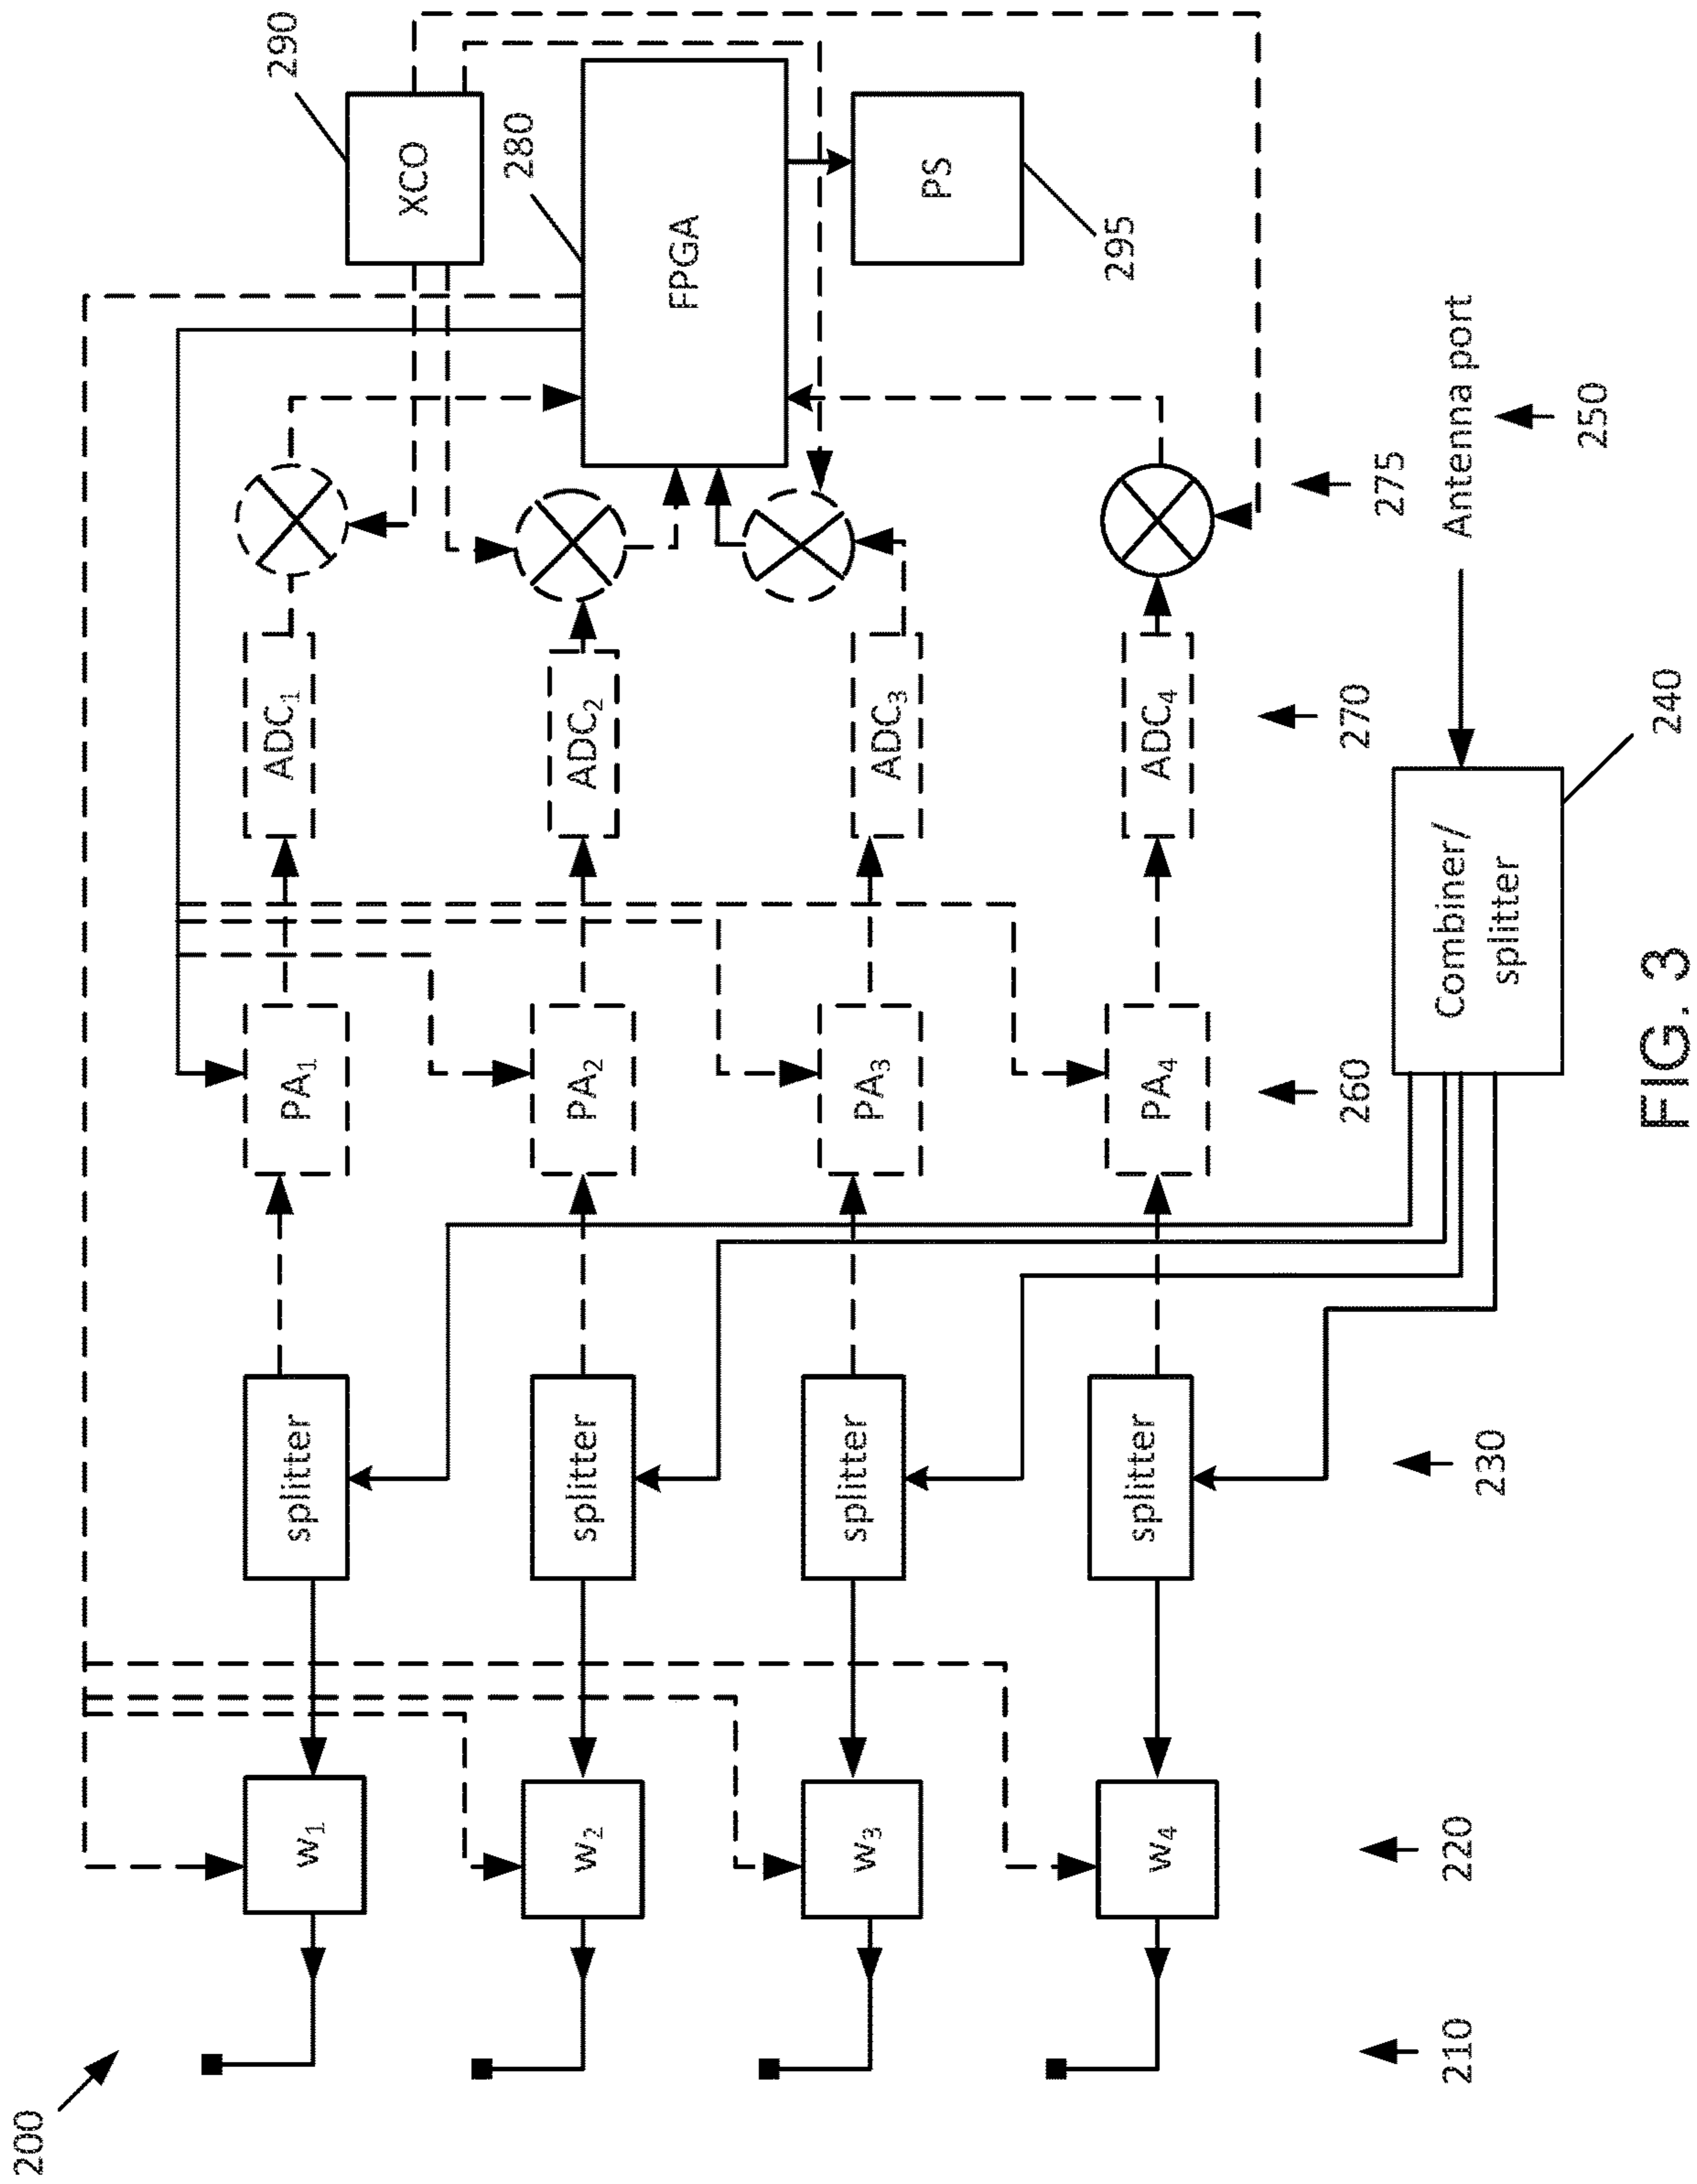 200
w1
w2
w3
w4
210
220
splitter
splitter
splitter
splitter
230
PA1
PA2
PA3
PA4
260
Combiner/
splitter
240
ADC1
ADC2
ADC3
ADC4
270
275
Antenna port
250
XCO
290
FPGA
280
PS
295
FIG. 3